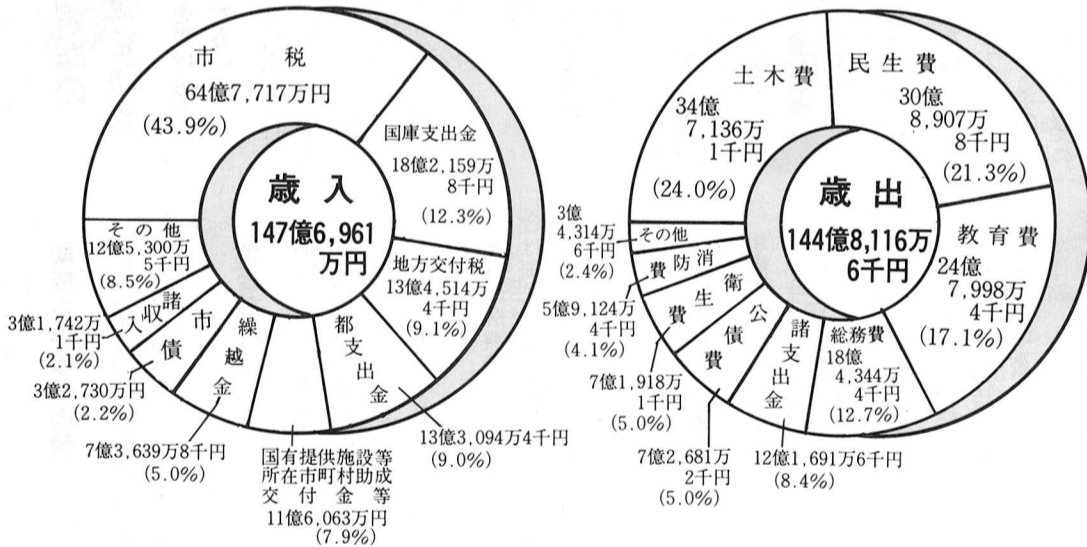 歳入
147億6,961
万円
市税
64億7,717万円
(43.9%)
国庫支出金
18億2,159万
8千円
(12.3%)
地方交付税
13億4,514万
4千円
(9.1%)
都支出金
13億3,094万4千円
(9.0%)
国有提供施設等
所在市町村助成
交付金等
11億6,063万円
(7.9%)
繰越金
7億3,639万8千円
(5.0%)
市債
3億2,730万円
(2.2%)
諸収入
3億1,742万
1千円
(2.1%)
その他
12億5,300万
5千円
(8.5%)
歳出
144億8,116万
6千円
土木費
34億
7,136万
1千円
(24.0%)
民生費
30億
8,907万
8千円
(21.3%)
教育費
24億
7,998万
4千円
(17.1%)
総務費
18億
4,344万
4千円
(12.7%)
諸支出金
12億1,691万6千円
(8.4%)
公債費
7億2,681万
2千円
(5.0%)
衛生費
7億1,918万
1千円
(5.0%)
消防費
5億9,124万
4千円
(4.1%)
その他
3億
4,314万
6千円
(2.4%)